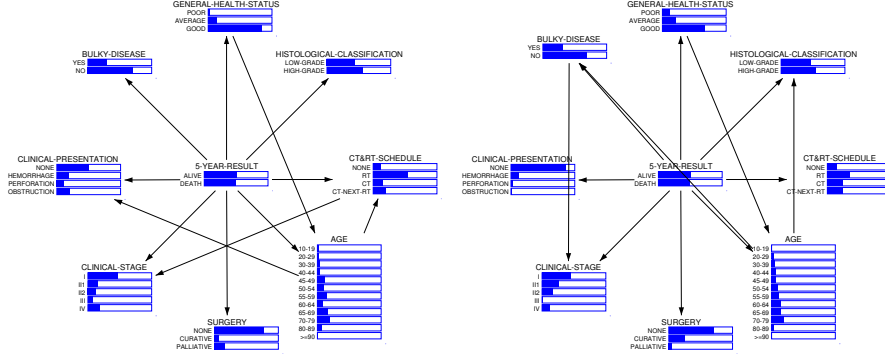 GENERAL-HEALTH-STATUS
POOR
AVERAGE
GOOD
BULKY-DISEASE
YES
NO
HISTOLOGICAL-CLASSIFICATION
LOW-GRADE
HIGH-GRADE
CLINICAL-PRESENTATION
NONE
HEMORRHAGE
PERFORATION
OBSTRUCTION
5-YEAR-RESULT
ALIVE
DEATH
CT&RT-SCHEDULE
NONE
RT
CT
CT-NEXT-RT
AGE
10-19
20-29
30-39
40-44
45-49
50-54
55-59
60-64
65-69
70-79
80-89
>=90
CLINICAL-STAGE
I
II1
II2
III
IV
SURGERY
NONE
CURATIVE
PALLIATIVE
GENERAL-HEALTH-STATUS
POOR
AVERAGE
GOOD
BULKY-DISEASE
YES
NO
HISTOLOGICAL-CLASSIFICATION
LOW-GRADE
HIGH-GRADE
CLINICAL-PRESENTATION
NONE
HEMORRHAGE
PERFORATION
OBSTRUCTION
5-YEAR-RESULT
ALIVE
DEATH
CT&RT-SCHEDULE
NONE
RT
CT
CT-NEXT-RT
AGE
10-19
20-29
30-39
40-44
45-49
50-54
55-59
60-64
65-69
70-79
80-89
>=90
CLINICAL-STAGE
I
II1
II2
III
IV
SURGERY
NONE
CURATIVE
PALLIATIVE